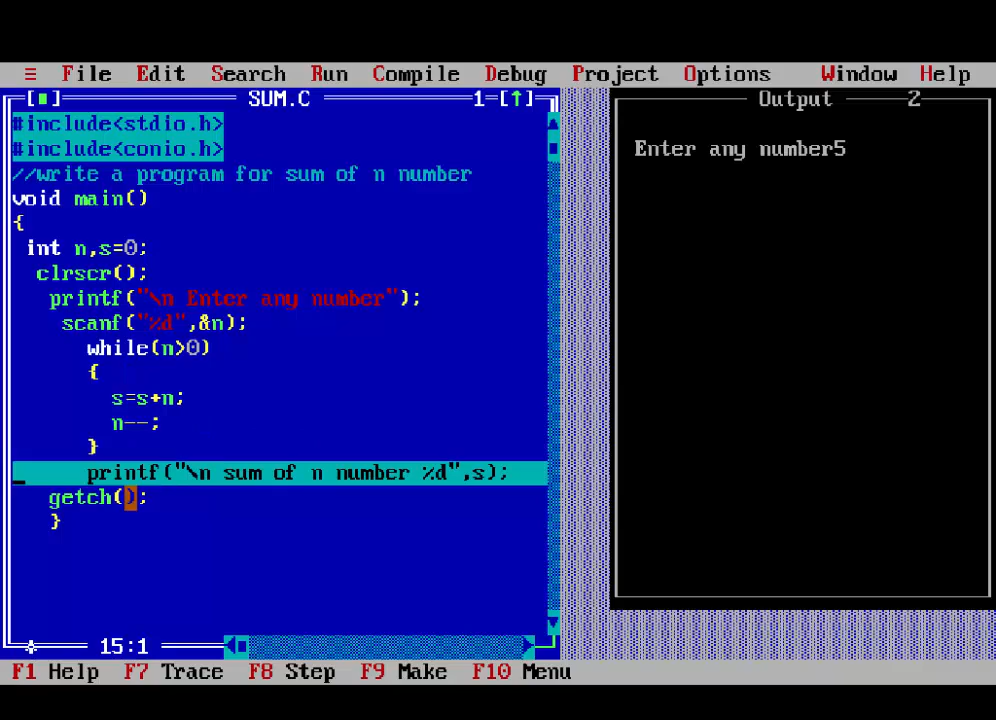 ≡ File Edit Search Run Compile Debug Project Options Window Help
[■] SUM.C 1=[↑]
#include<stdio.h>
#include<conio.h>
//write a program for sum of n number
void main()
{
int n,s=0;
clrscr();
printf("\n Enter any number");
scanf("%d",&n);
while(n>0)
{
s=s+n;
n--;
}
printf("\n sum of n number %d",s);
getch();
}
15:1
Output 2
Enter any number5
F1 Help F7 Trace F8 Step F9 Make F10 Menu